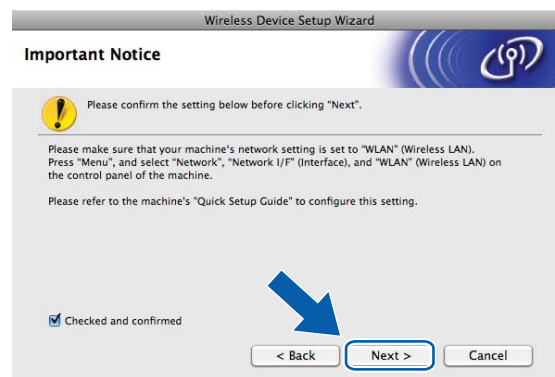 Wireless Device Setup Wizard
Important Notice
Please confirm the setting below before clicking "Next".
Please make sure that your machine's network setting is set to "WLAN" (Wireless LAN).
Press "Menu", and select "Network", "Network I/F" (Interface), and "WLAN" (Wireless LAN) on
the control panel of the machine.
Please refer to the machine's "Quick Setup Guide" to configure this setting.
Checked and confirmed
< Back Next > Cancel